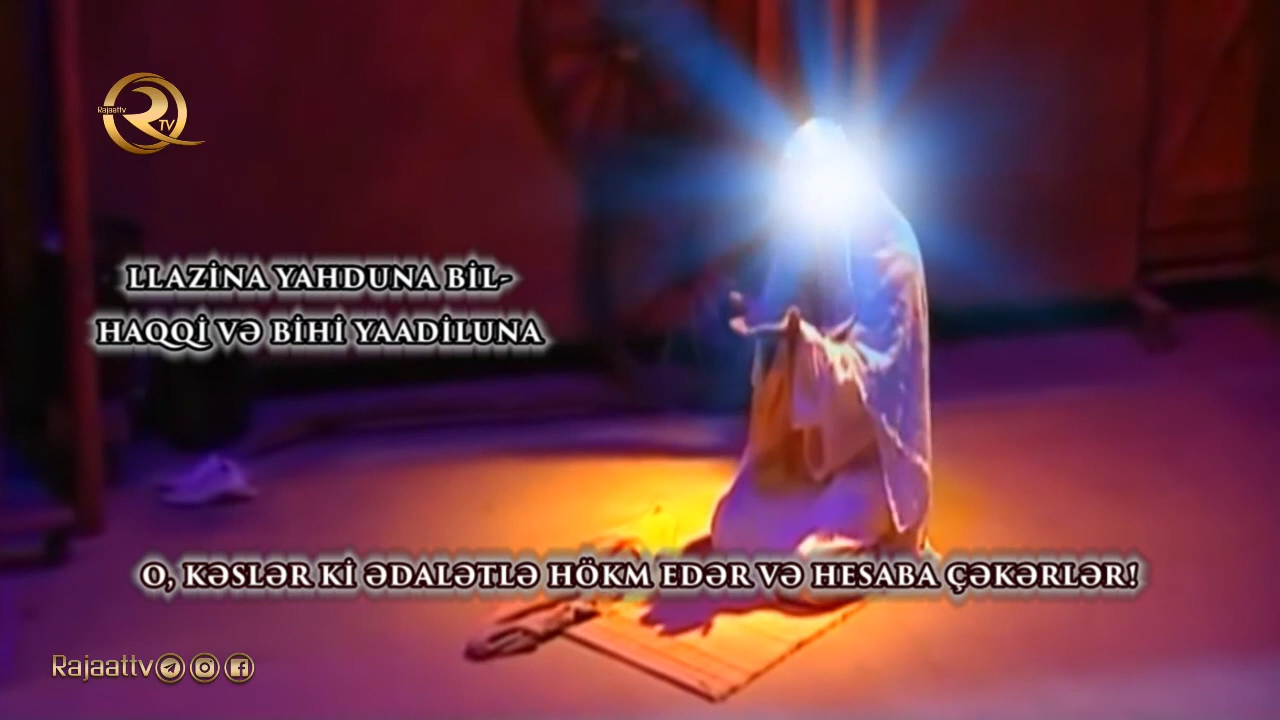 Rajaattv
R
TV
LLAZİNA YAHDUNA BİL-
HAQQİ VƏ BİHİ YAADİLUNA
O, KƏSLƏR Kİ ƏDALƏTLƏ HÖKM EDƏR VƏ HESABA ÇƏKƏRLƏR!
Rajaattv